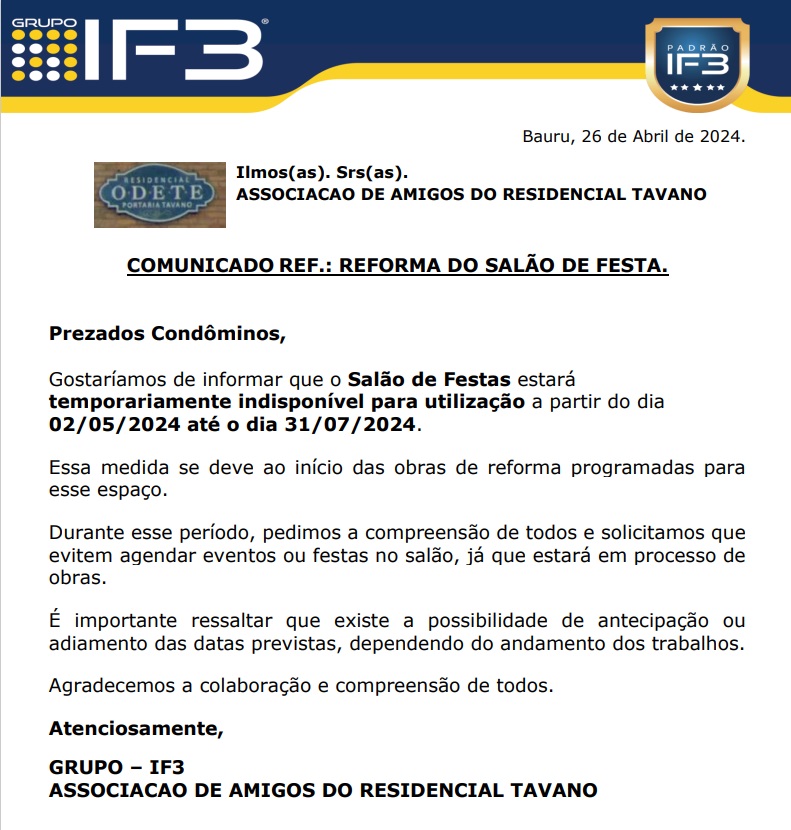 GRUPO
IF3®
PADRÃO
IF3
Bauru, 26 de Abril de 2024.
RESIDENCIAL
ODETE
PORTARIA TAVANO
Ilmos(as). Srs(as).
ASSOCIACAO DE AMIGOS DO RESIDENCIAL TAVANO
COMUNICADO REF.: REFORMA DO SALÃO DE FESTA.
Prezados Condôminos,
Gostaríamos de informar que o Salão de Festas estará
temporariamente indisponível para utilização a partir do dia
02/05/2024 até o dia 31/07/2024.
Essa medida se deve ao início das obras de reforma programadas para
esse espaço.
Durante esse período, pedimos a compreensão de todos e solicitamos que
evitem agendar eventos ou festas no salão, já que estará em processo de
obras.
É importante ressaltar que existe a possibilidade de antecipação ou
adiamento das datas previstas, dependendo do andamento dos trabalhos.
Agradecemos a colaboração e compreensão de todos.
Atenciosamente,
GRUPO – IF3
ASSOCIACAO DE AMIGOS DO RESIDENCIAL TAVANO